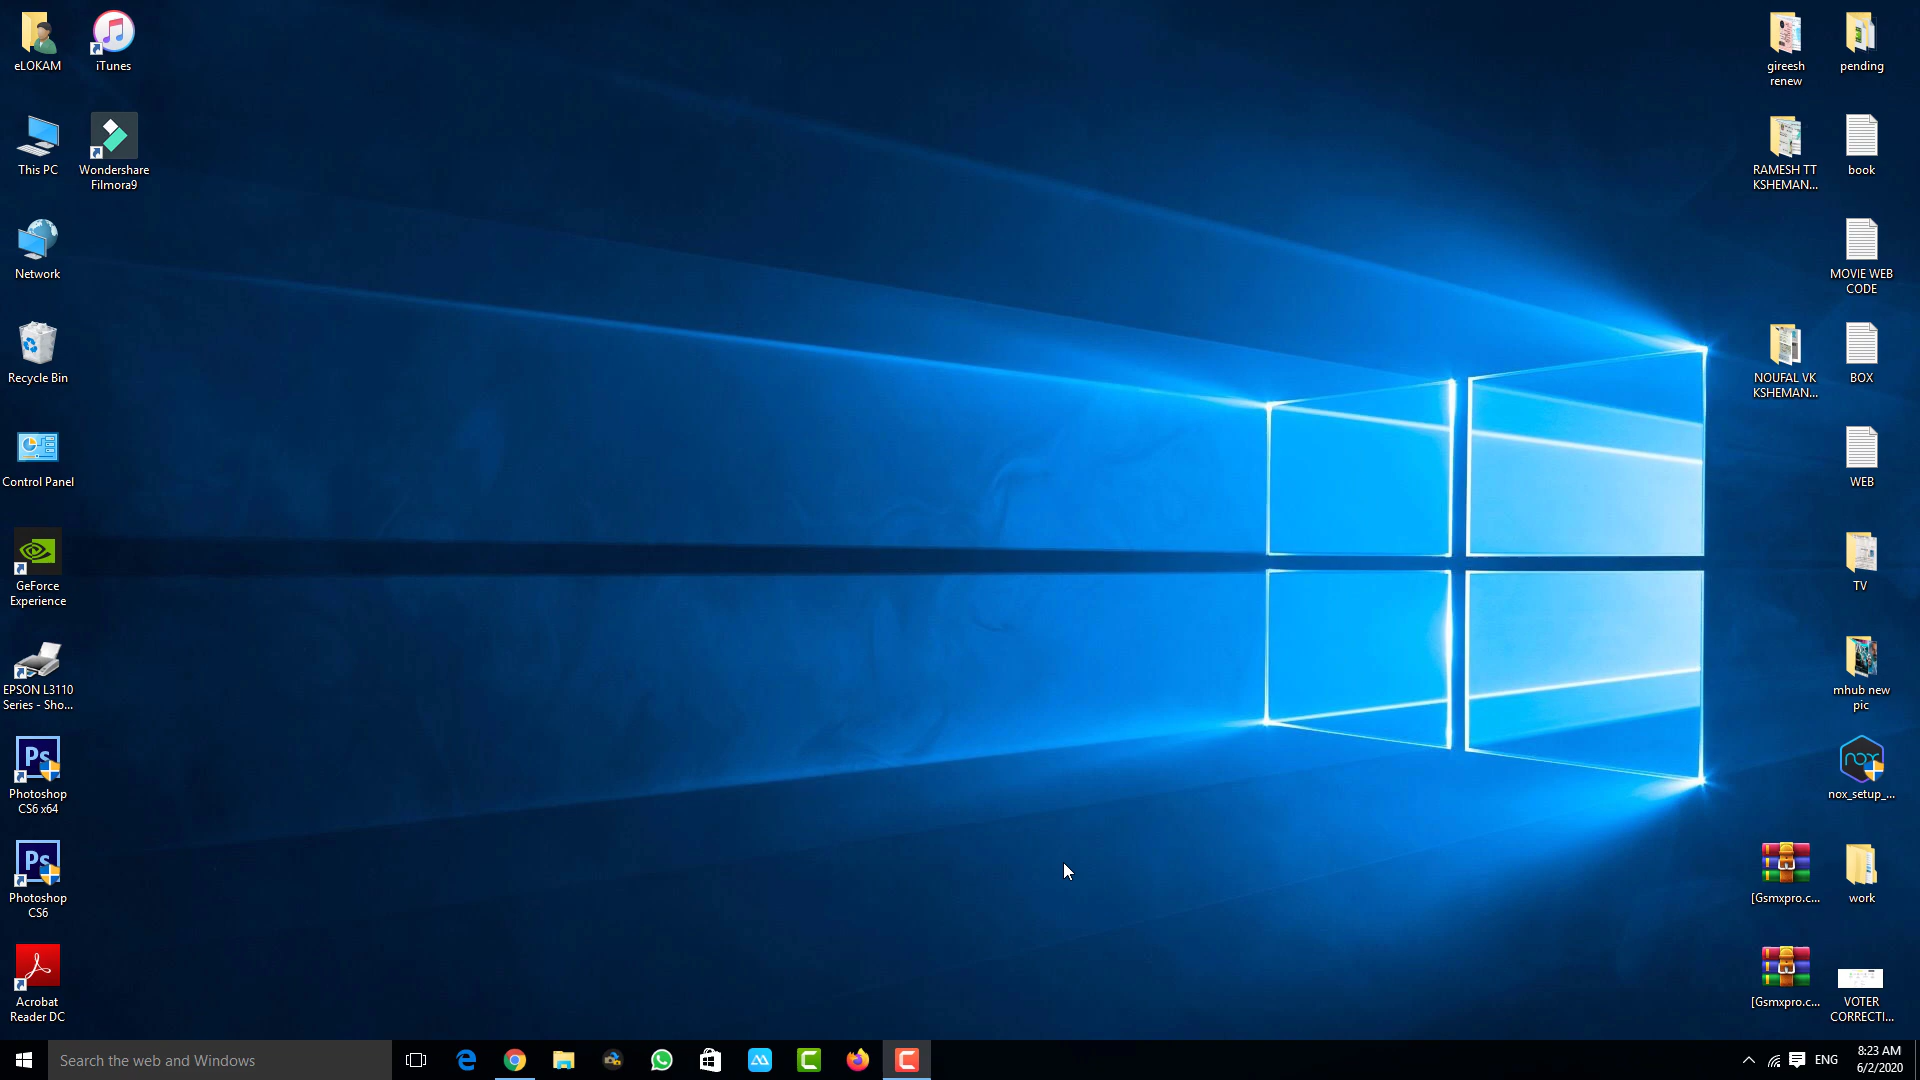 eLOKAM
iTunes
This PC
Wondershare
Filmora9
Network
Recycle Bin
Control Panel
GeForce
Experience
EPSON L3110
Series - Sho...
Ps
Photoshop
CS6 x64
Ps
Photoshop
CS6
Acrobat
Reader DC
gireesh
renew
pending
RAMESH TT
KSHEMAN...
book
MOVIE WEB
CODE
NOUFAL VK
KSHEMAN...
BOX
WEB
TV
mhub new
pic
nox
nox_setup_...
[Gsmxpro.c...
work
[Gsmxpro.c...
VOTER
CORRECTI...
Search the web and Windows
ENG
8:23 AM
6/2/2020